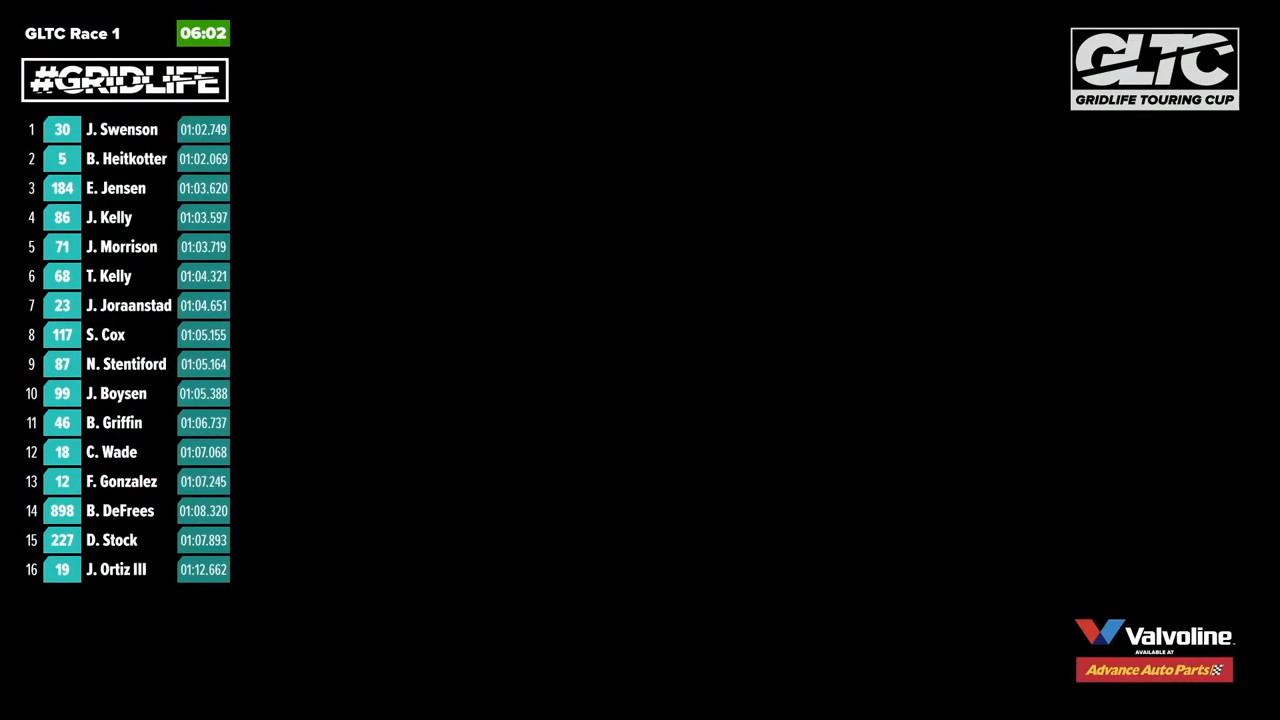 GLTC Race 1 06:02
#GRIDLIFE
1 30 J. Swenson 01:02.749
2 5 B. Heitkotter 01:02.069
3 184 E. Jensen 01:03.620
4 86 J. Kelly 01:03.597
5 71 J. Morrison 01:03.719
6 68 T. Kelly 01:04.321
7 23 J. Joraanstad 01:04.651
8 117 S. Cox 01:05.155
9 87 N. Stentiford 01:05.164
10 99 J. Boysen 01:05.388
11 46 B. Griffin 01:06.737
12 18 C. Wade 01:07.068
13 12 F. Gonzalez 01:07.245
14 898 B. DeFrees 01:08.320
15 227 D. Stock 01:07.893
16 19 J. Ortiz III 01:12.662
GLTC
GRIDLIFE TOURING CUP
Valvoline
AVAILABLE AT
Advance Auto Parts